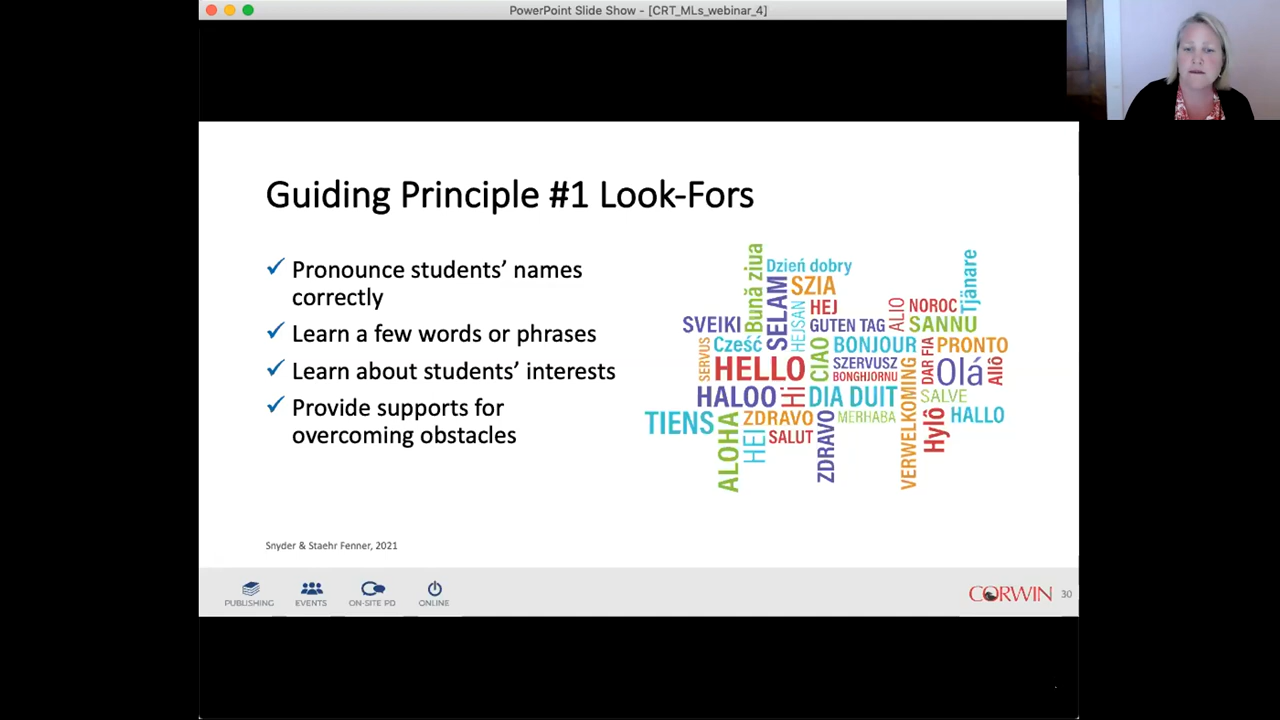 PowerPoint Slide Show - [CRT_MLs_webinar_4]
Guiding Principle #1 Look-Fors
✓ Pronounce students’ names
correctly
✓ Learn a few words or phrases
✓ Learn about students’ interests
✓ Provide supports for
overcoming obstacles
Bună ziua
Dzień dobry
Tjänare
SELAM
SZIA
HEJSAN
HEJ
ALIO
NOROC
SVEIKI
GUTEN TAG
SANNU
SERVUS
Cześć
CIAO
BONJOUR
DAR FIA
PRONTO
HELLO
SZERVUSZ
BONGHJORNU
Olá
Allô
HALOO
Hi
DIA DUIT
VERWELKOMING
SALVE
TIENS
ALOHA
HEI
ZDRAVO
SALUT
ZDRAVO
MERHABA
Hylô
HALLO
Snyder & Staehr Fenner, 2021
PUBLISHING
EVENTS
ON-SITE PD
ONLINE
CORWIN
30